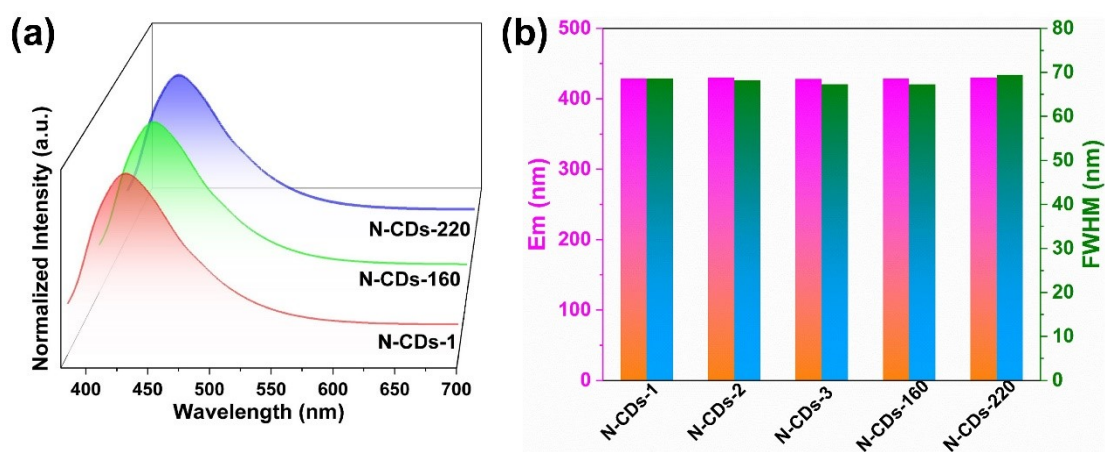 (a)
Normalized Intensity (a.u.)
N-CDs-220
N-CDs-160
N-CDs-1
400 450 500 550 600 650 700
Wavelength (nm)
(b)
Em (nm)
500
400
300
200
100
0
80
70
60
50
40
30
20
10
0
FWHM (nm)
N-CDs-1 N-CDs-2 N-CDs-3 N-CDs-160 N-CDs-220